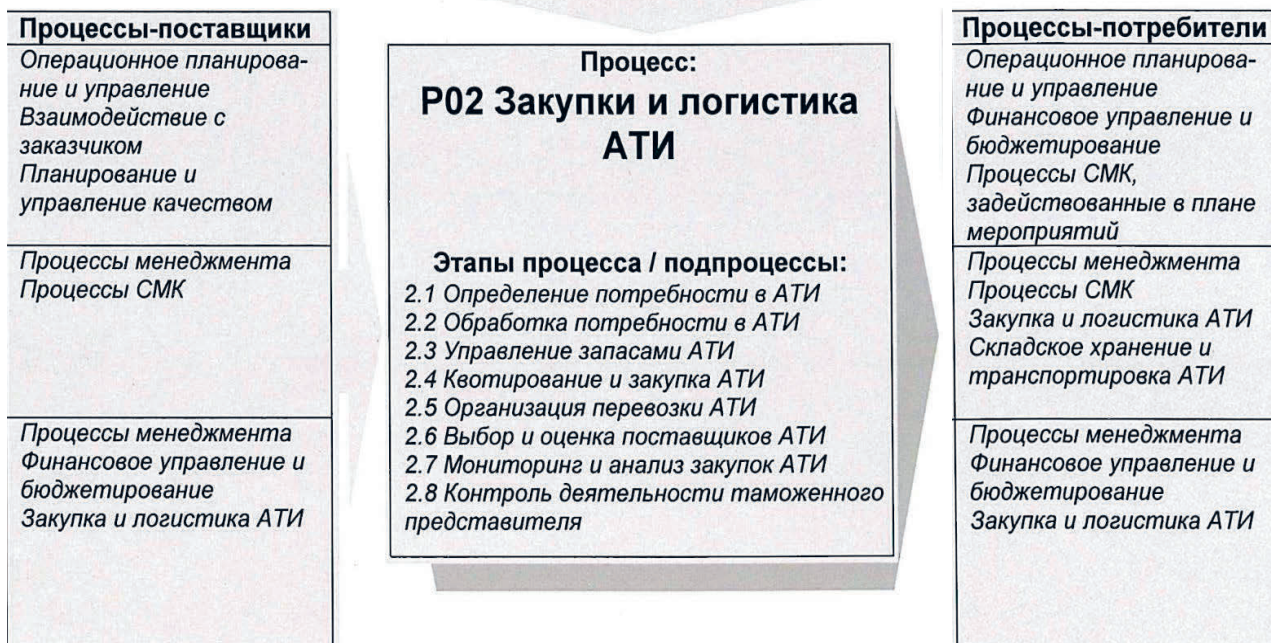 Процессы-поставщики
Операционное планирова-
ние и управление
Взаимодействие с
заказчиком
Планирование и
управление качеством
Процессы менеджмента
Процессы СМК
Процессы менеджмента
Финансовое управление и
бюджетирование
Закупка и логистика АТИ
Процесс:
Р02 Закупки и логистика
АТИ
Этапы процесса / подпроцессы:
2.1 Определение потребности в АТИ
2.2 Обработка потребности в АТИ
2.3 Управление запасами АТИ
2.4 Квотирование и закупка АТИ
2.5 Организация перевозки АТИ
2.6 Выбор и оценка поставщиков АТИ
2.7 Мониторинг и анализ закупок АТИ
2.8 Контроль деятельности таможенного
представителя
Процессы-потребители
Операционное планирова-
ние и управление
Финансовое управление и
бюджетирование
Процессы СМК,
задействованные в плане
мероприятий
Процессы менеджмента
Процессы СМК
Закупка и логистика АТИ
Складское хранение и
транспортировка АТИ
Процессы менеджмента
Финансовое управление и
бюджетирование
Закупка и логистика АТИ